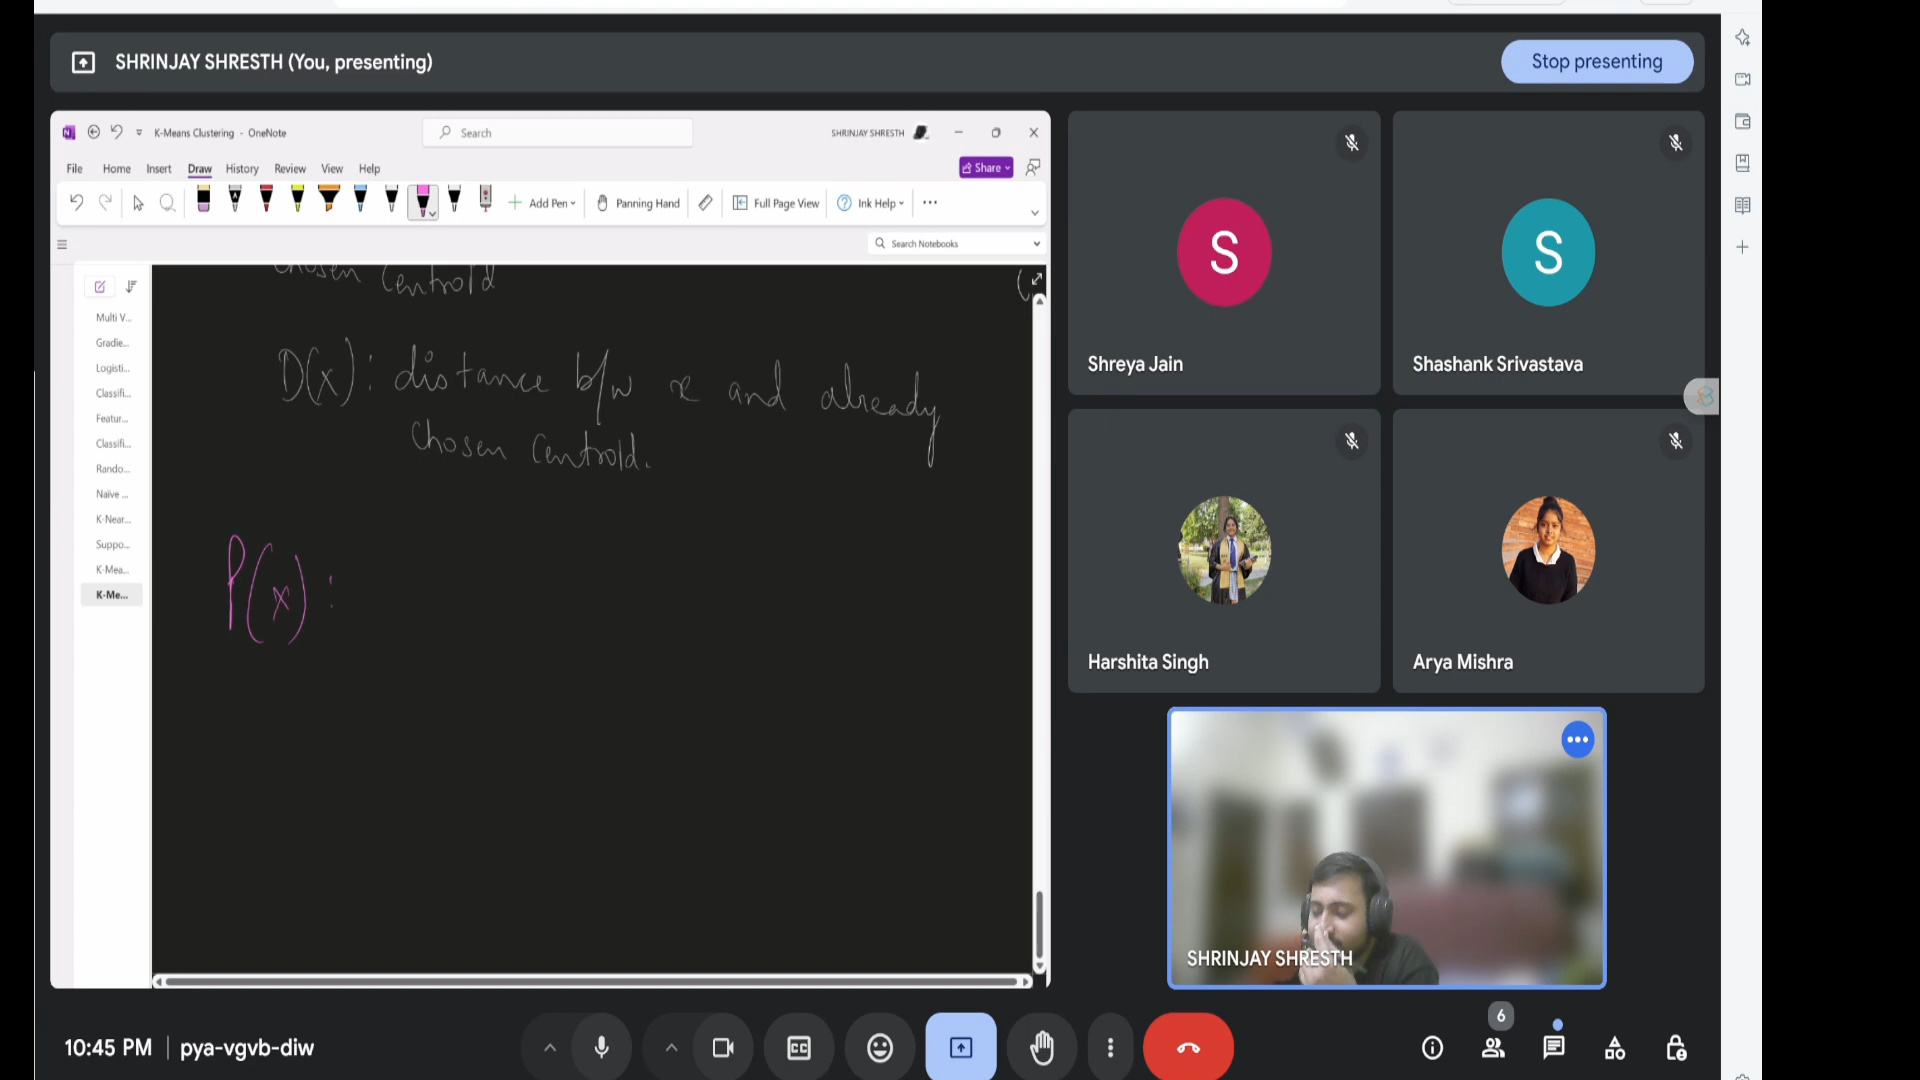 SHRINJAY SHRESTH (You, presenting)
Stop presenting
K-Means Clustering - OneNote
Search
SHRINJAY SHRESTH
File Home Insert Draw History Review View Help
Share
Add Pen
Panning Hand
Full Page View
Ink Help
Search Notebooks
Multi V...
Gradie...
Logisti...
Classifi...
Featur...
Classifi...
Rando...
Naive ...
K-Near...
Suppo...
K-Mea...
K-Me...
chosen Centroid
D(x) : distance b/w x and already
chosen Centroid.
P(x) :
S
Shreya Jain
S
Shashank Srivastava
Harshita Singh
Arya Mishra
SHRINJAY SHRESTH
10:45 PM | pya-vgvb-diw
6